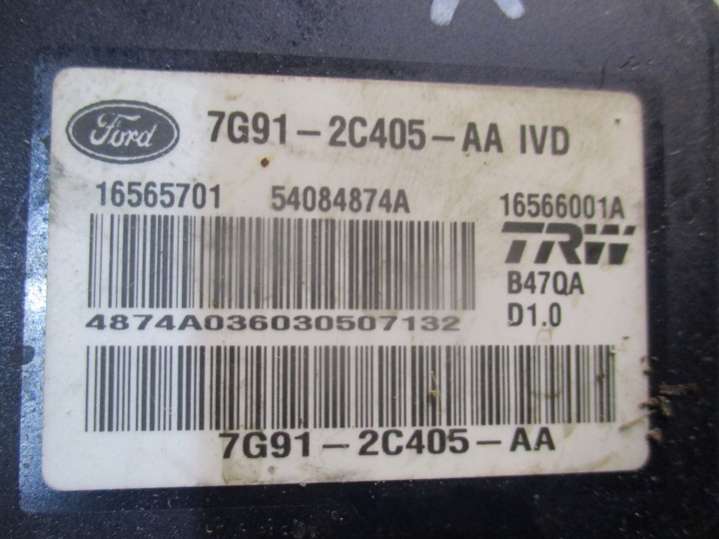 Ford 7G91-2C405-AA IVD
16565701 54084874A 16566001A
TRW
B47QA
4874A036030507132 D1.0
7G91-2C405-AA